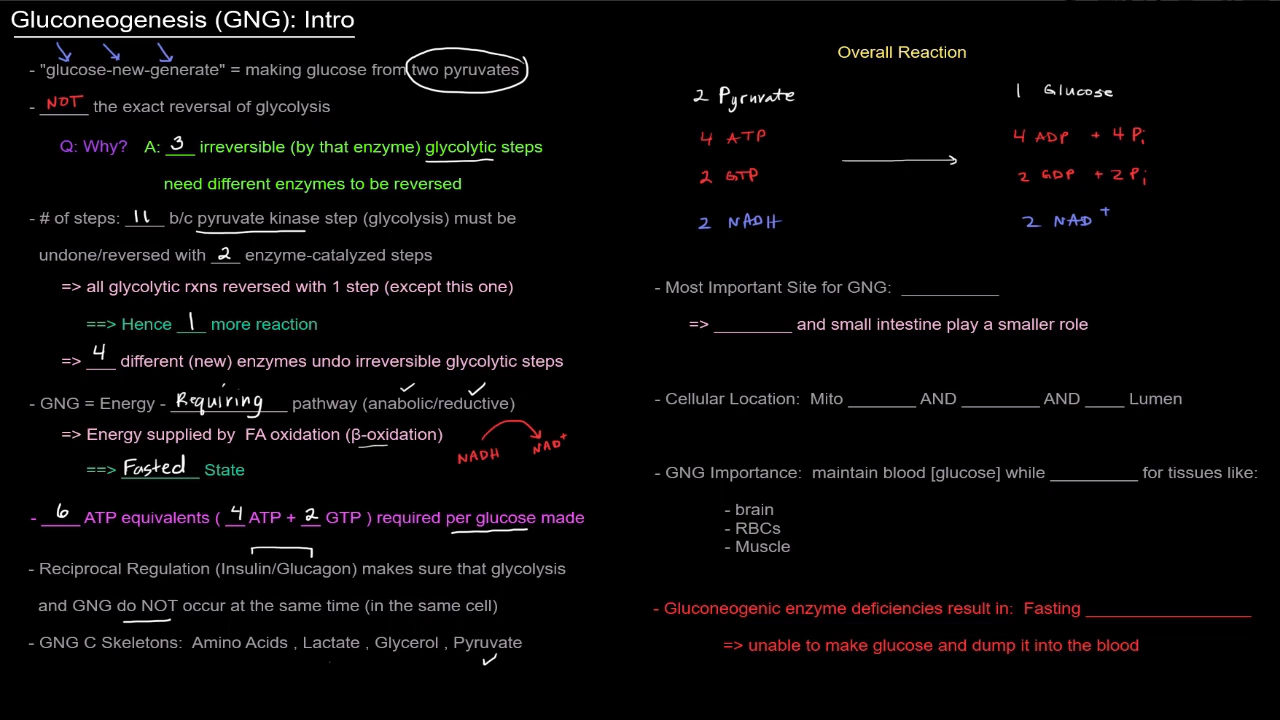 Gluconeogenesis (GNG): Intro
- "glucose-new-generate" = making glucose from two pyruvates
- NOT the exact reversal of glycolysis
Q: Why? A: 3 irreversible (by that enzyme) glycolytic steps
need different enzymes to be reversed
- # of steps: 11 b/c pyruvate kinase step (glycolysis) must be
undone/reversed with 2 enzyme-catalyzed steps
=> all glycolytic rxns reversed with 1 step (except this one)
==> Hence 1 more reaction
=> 4 different (new) enzymes undo irreversible glycolytic steps
- GNG = Energy - Requiring pathway (anabolic/reductive)
=> Energy supplied by FA oxidation (β-oxidation)
NADH NAD+
==> Fasted State
- 6 ATP equivalents ( 4 ATP + 2 GTP ) required per glucose made
- Reciprocal Regulation (Insulin/Glucagon) makes sure that glycolysis
and GNG do NOT occur at the same time (in the same cell)
- GNG C Skeletons: Amino Acids , Lactate , Glycerol , Pyruvate
Overall Reaction
2 Pyruvate 1 Glucose
4 ATP 4 ADP + 4 Pi
2 GTP 2 GDP + 2 Pi
2 NADH 2 NAD+
- Most Important Site for GNG: __________
=> ________ and small intestine play a smaller role
- Cellular Location: Mito _______ AND ________ AND ____ Lumen
- GNG Importance: maintain blood [glucose] while _________ for tissues like:
- brain
- RBCs
- Muscle
- Gluconeogenic enzyme deficiencies result in: Fasting _________________
=> unable to make glucose and dump it into the blood